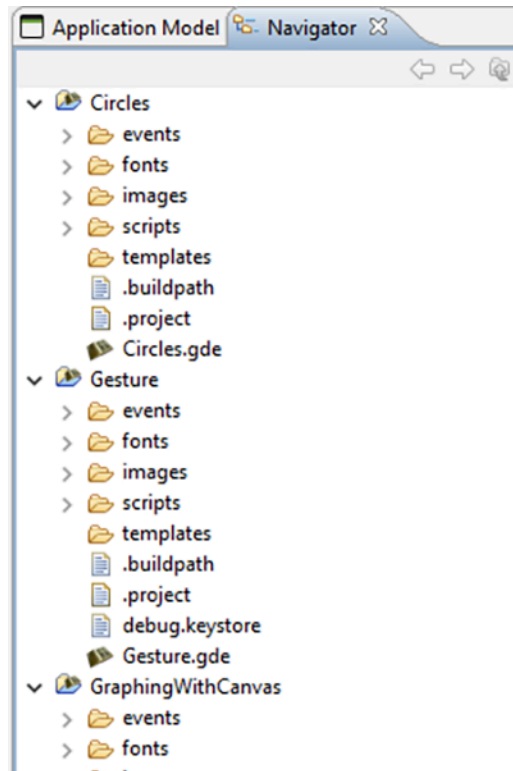 Application Model Navigator
Circles
events
fonts
images
scripts
templates
.buildpath
.project
Circles.gde
Gesture
events
fonts
images
scripts
templates
.buildpath
.project
debug.keystore
Gesture.gde
GraphingWithCanvas
events
fonts